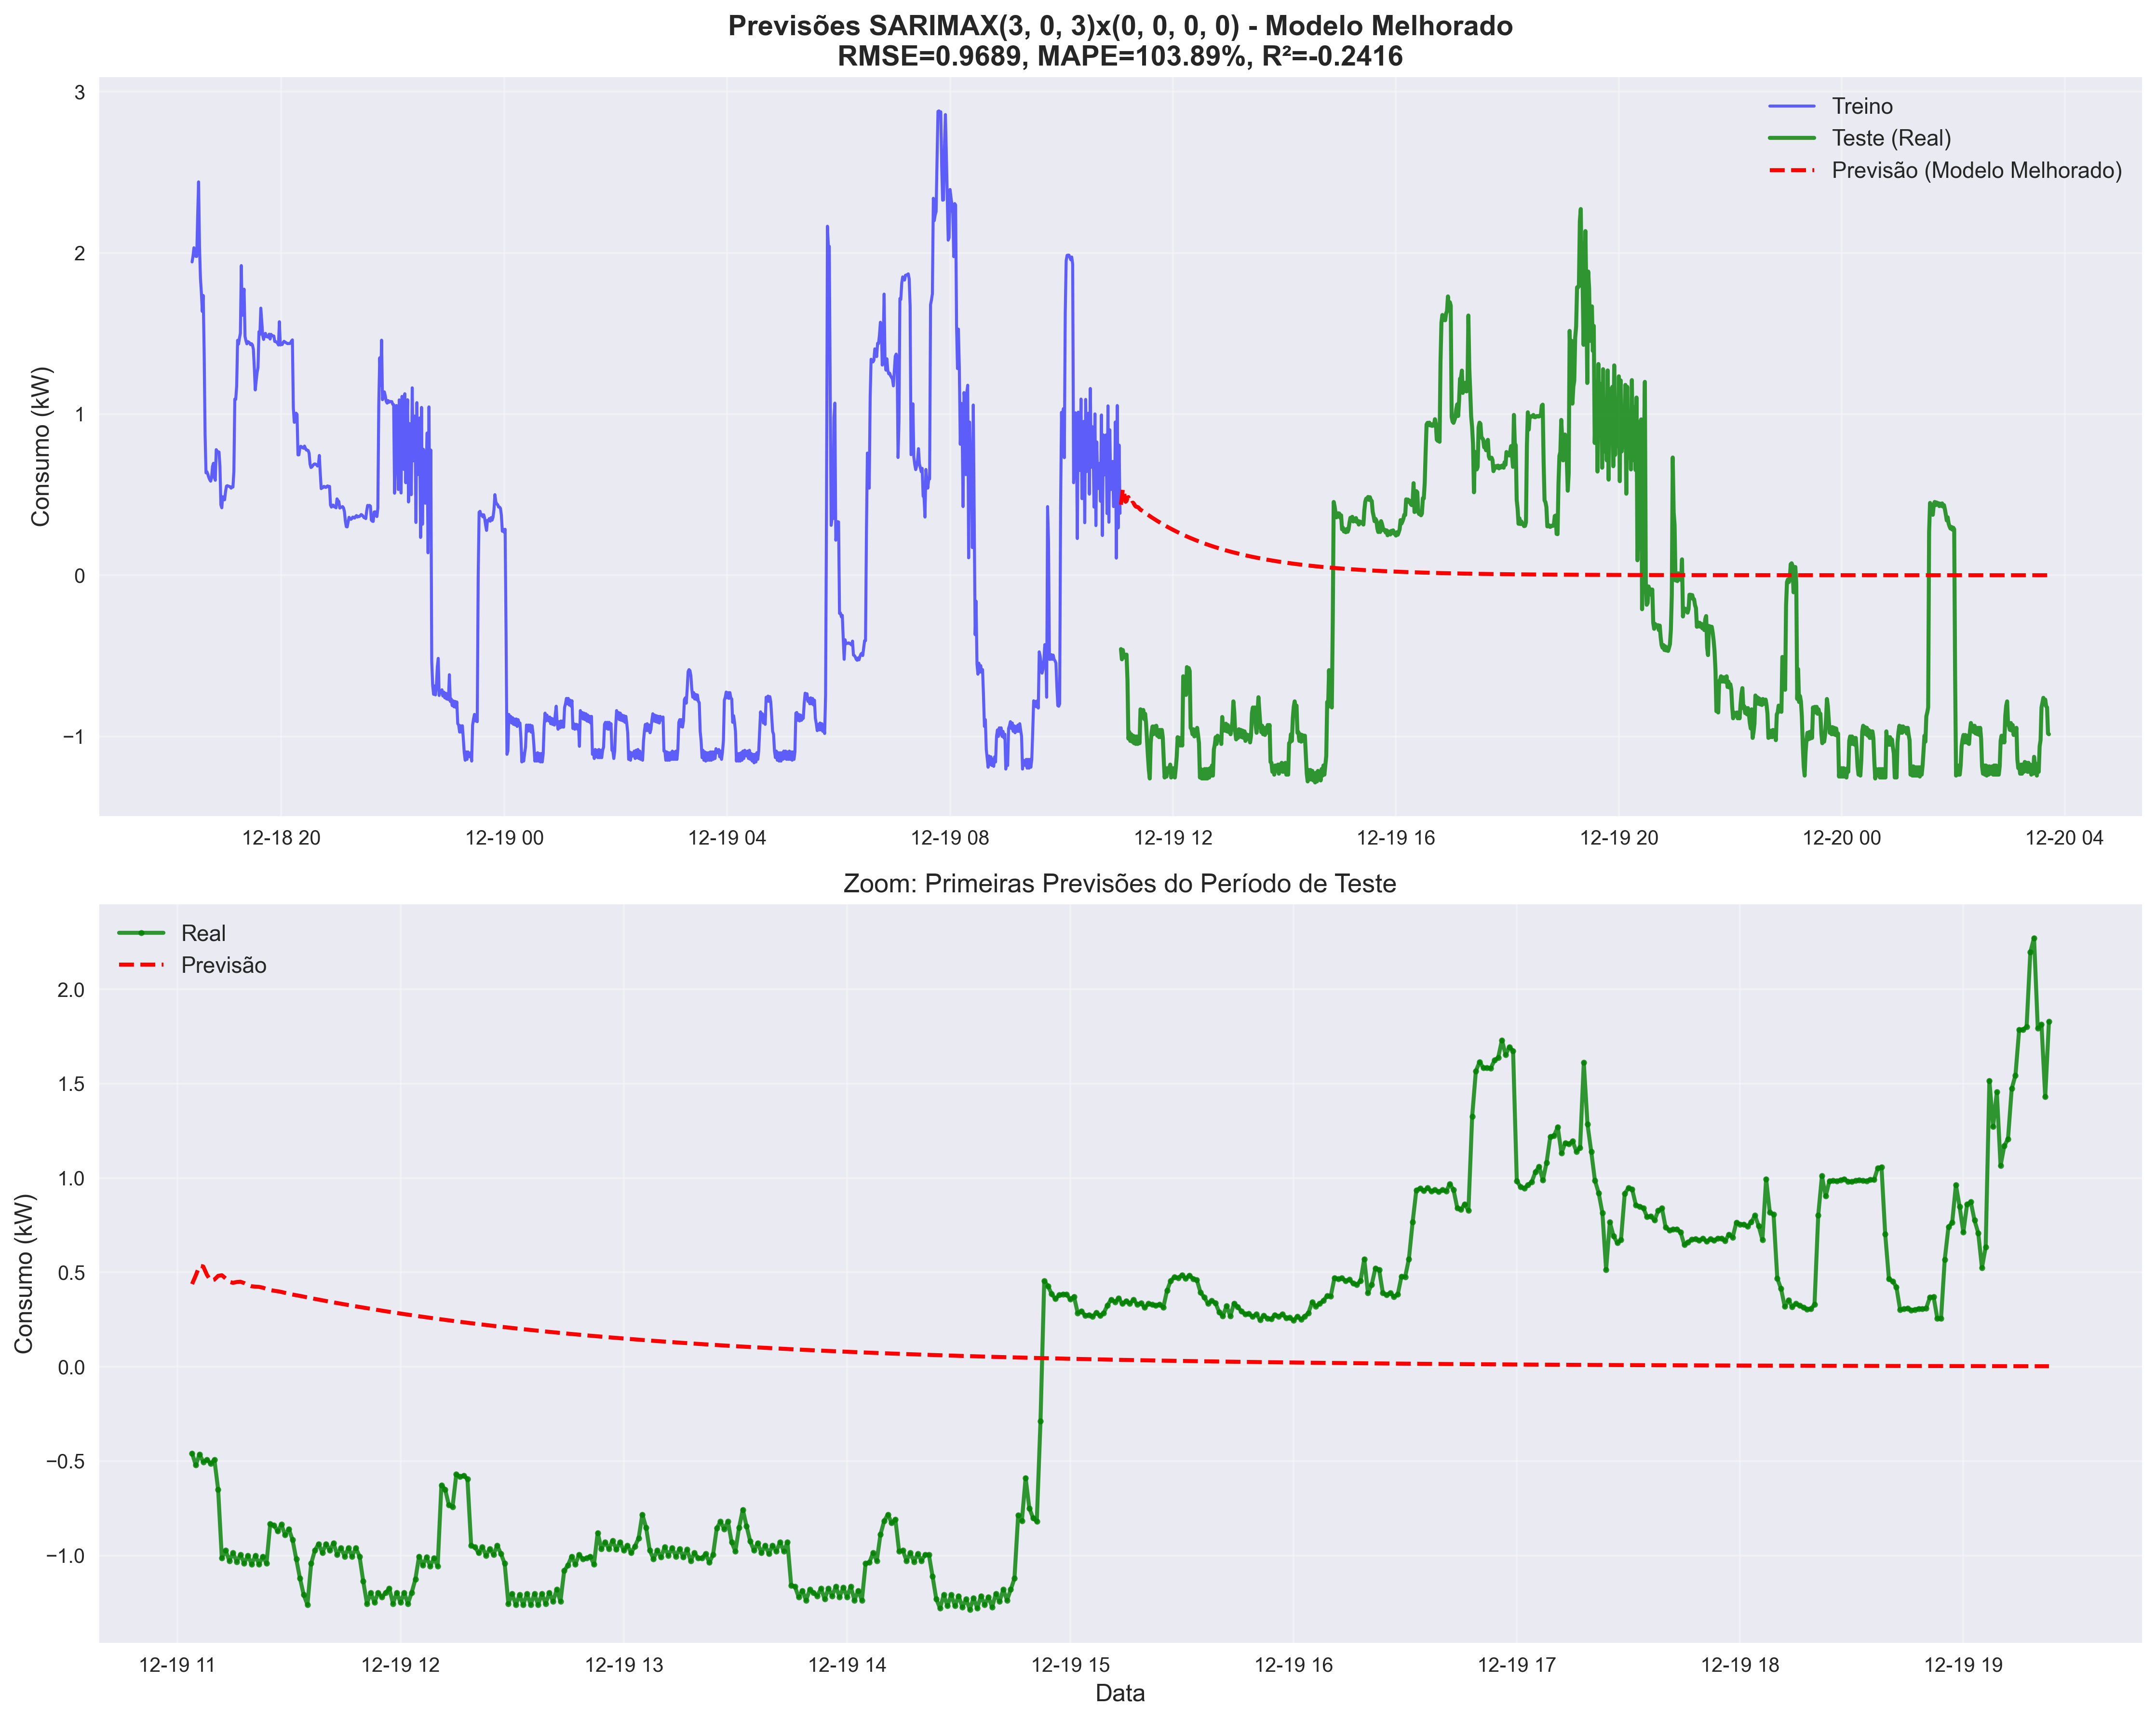 Previsões SARIMAX(3, 0, 3)x(0, 0, 0, 0) - Modelo Melhorado
RMSE=0.9689, MAPE=103.89%, R²=-0.2416
Treino
Teste (Real)
Previsão (Modelo Melhorado)
Consumo (kW)
3
2
1
0
−1
12-18 20
12-19 00
12-19 04
12-19 08
12-19 12
12-19 16
12-19 20
12-20 00
12-20 04
Zoom: Primeiras Previsões do Período de Teste
Real
Previsão
Consumo (kW)
2.0
1.5
1.0
0.5
0.0
−0.5
−1.0
12-19 11
12-19 12
12-19 13
12-19 14
12-19 15
12-19 16
12-19 17
12-19 18
12-19 19
Data